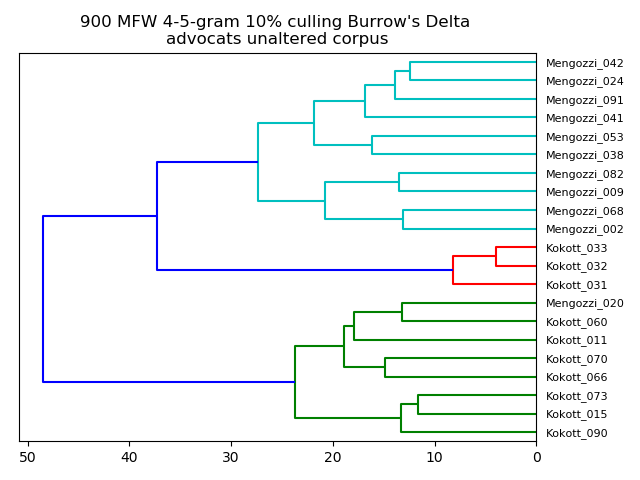 900 MFW 4-5-gram 10% culling Burrow's Delta
advocats unaltered corpus
Mengozzi_042
Mengozzi_024
Mengozzi_091
Mengozzi_041
Mengozzi_053
Mengozzi_038
Mengozzi_082
Mengozzi_009
Mengozzi_068
Mengozzi_002
Kokott_033
Kokott_032
Kokott_031
Mengozzi_020
Kokott_060
Kokott_011
Kokott_070
Kokott_066
Kokott_073
Kokott_015
Kokott_090
50 40 30 20 10 0